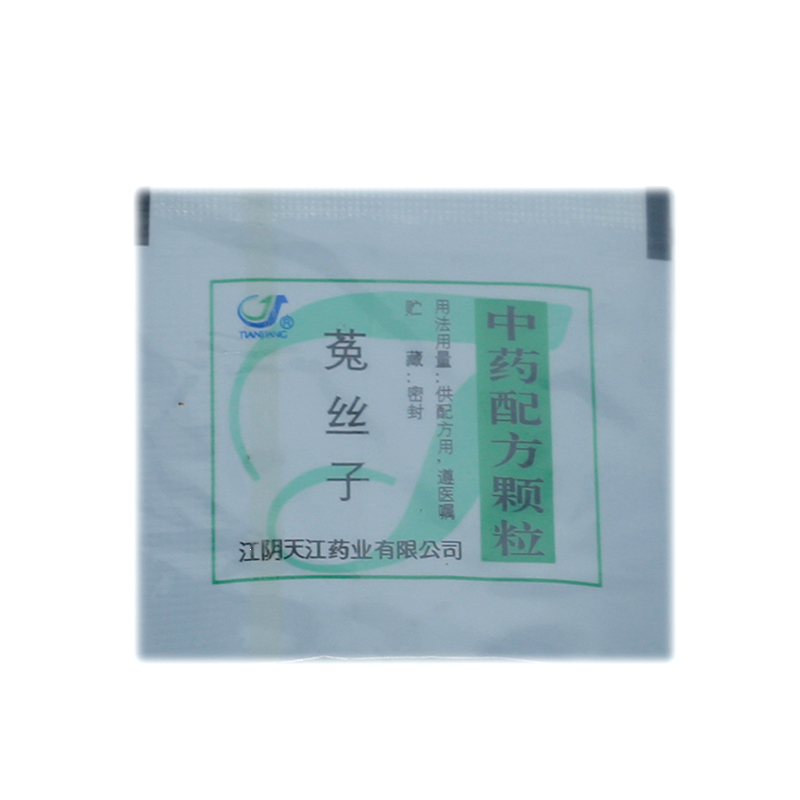 中药配方颗粒
用法用量：供配方用，遵医嘱
贮藏：密封
菟丝子
TIANJIANG®
江阴天江药业有限公司